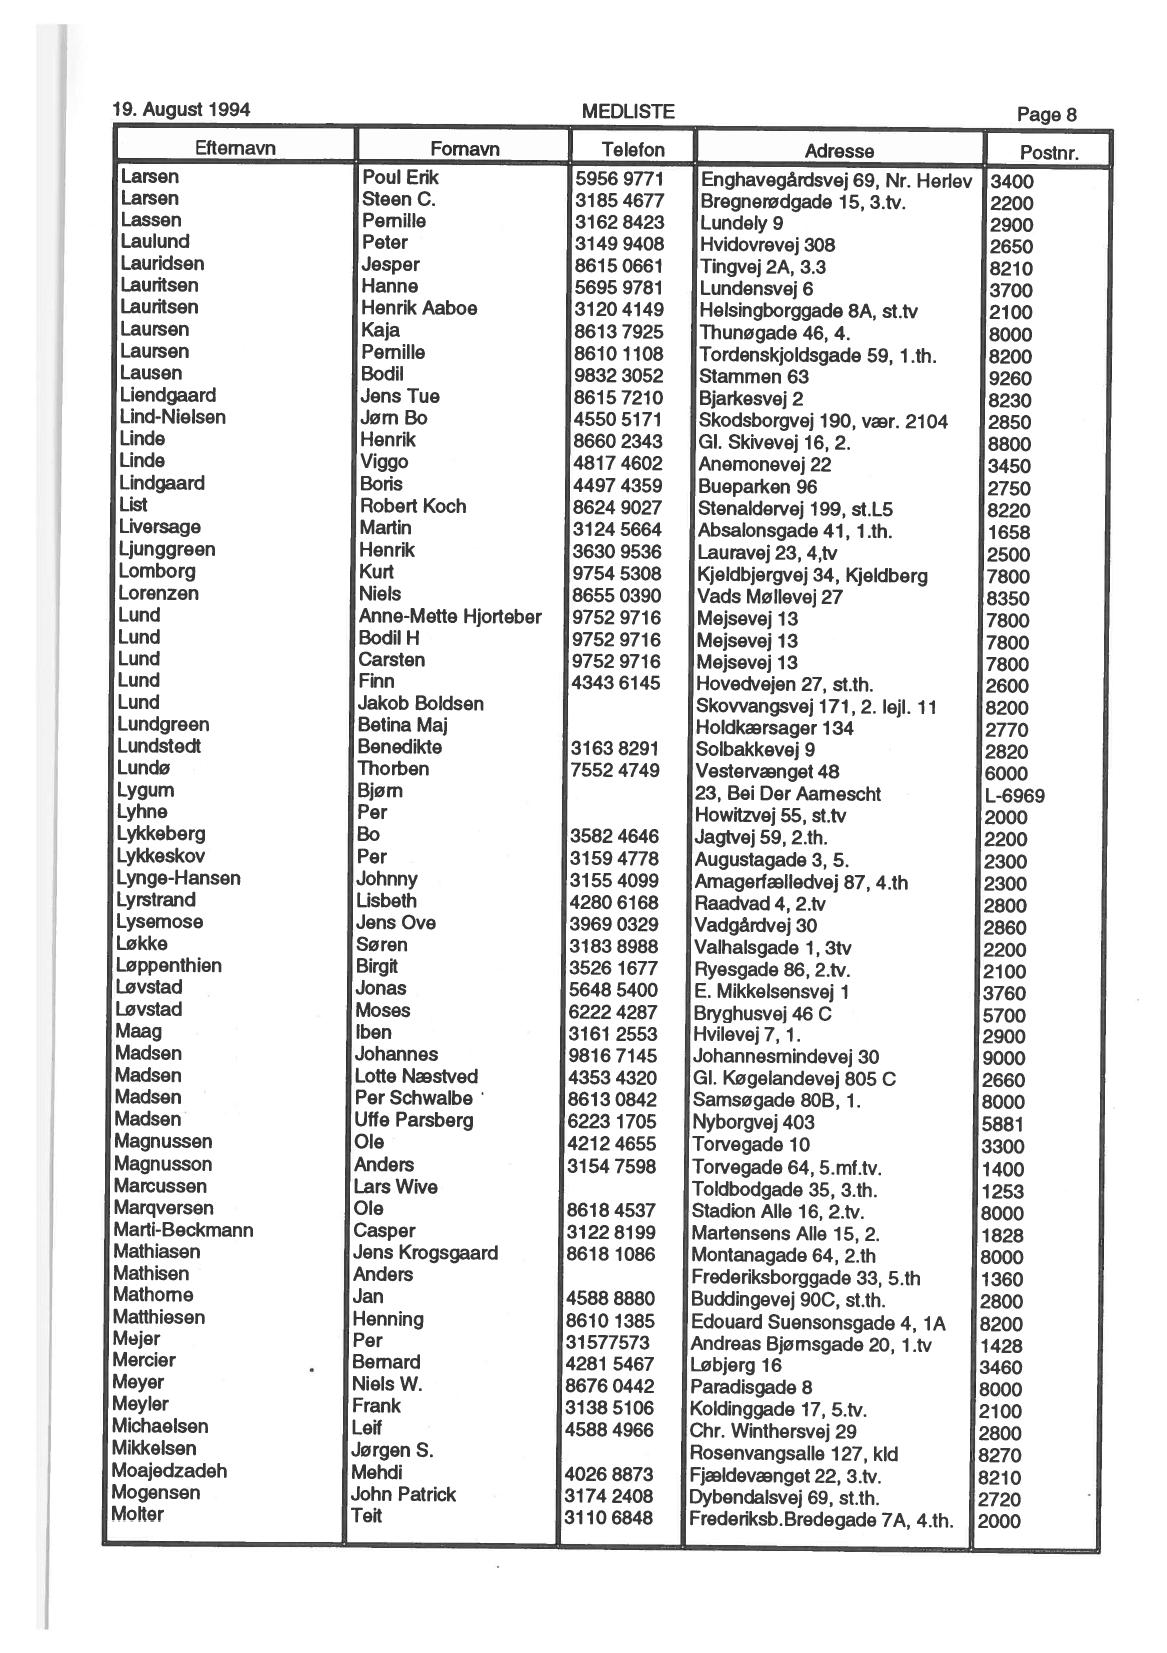 19. August 1994 MEDLISTE Page 8
Efternavn Fornavn Telefon Adresse Postnr.
Larsen Poul Erik 5956 9771 Enghavegårdsvej 69, Nr. Herlev 3400
Larsen Steen C. 3185 4677 Bregnerødgade 15, 3.tv. 2200
Lassen Pernille 3162 8423 Lundely 9 2900
Laulund Peter 3149 9408 Hvidovrevej 308 2650
Lauridsen Jesper 8615 0661 Tingvej 2A, 3.3 8210
Lauritsen Hanne 5695 9781 Lundensvej 6 3700
Lauritsen Henrik Aaboe 3120 4149 Helsingborggade 8A, st.tv 2100
Laursen Kaja 8613 7925 Thunøgade 46, 4. 8000
Laursen Pernille 8610 1108 Tordenskjoldsgade 59, 1.th. 8200
Lausen Bodil 9832 3052 Stammen 63 9260
Liendgaard Jens Tue 8615 7210 Bjarkesvej 2 8230
Lind-Nielsen Jørn Bo 4550 5171 Skodsborgvej 190, vær. 2104 2850
Linde Henrik 8660 2343 Gl. Skivevej 16, 2. 8800
Linde Viggo 4817 4602 Anemonevej 22 3450
Lindgaard Boris 4497 4359 Bueparken 96 2750
List Robert Koch 8624 9027 Stenaldervej 199, st.L5 8220
Liversage Martin 3124 5664 Absalonsgade 41, 1.th. 1658
Ljunggreen Henrik 3630 9536 Lauravej 23, 4,tv 2500
Lomborg Kurt 9754 5308 Kjeldbjergvej 34, Kjeldberg 7800
Lorenzen Niels 8655 0390 Vads Møllevej 27 8350
Lund Anne-Mette Hjorteber 9752 9716 Mejsevej 13 7800
Lund Bodil H 9752 9716 Mejsevej 13 7800
Lund Carsten 9752 9716 Mejsevej 13 7800
Lund Finn 4343 6145 Hovedvejen 27, st.th. 2600
Lund Jakob Boldsen Skovvangsvej 171, 2. lejl. 11 8200
Lundgreen Betina Maj Holdkærsager 134 2770
Lundstedt Benedikte 3163 8291 Solbakkevej 9 2820
Lundø Thorben 7552 4749 Vestervænget 48 6000
Lygum Bjørn 23, Bei Der Aarnescht L-6969
Lyhne Per Howitzvej 55, st.tv 2000
Lykkeberg Bo 3582 4646 Jagtvej 59, 2.th. 2200
Lykkeskov Per 3159 4778 Augustagade 3, 5. 2300
Lynge-Hansen Johnny 3155 4099 Amagerfælledvej 87, 4.th 2300
Lyrstrand Lisbeth 4280 6168 Raadvad 4, 2.tv 2800
Lysemose Jens Ove 3969 0329 Vadgårdvej 30 2860
Løkke Søren 3183 8988 Valhalsgade 1, 3tv 2200
Løppenthien Birgit 3526 1677 Ryesgade 86, 2.tv. 2100
Løvstad Jonas 5648 5400 E. Mikkelsensvej 1 3760
Løvstad Moses 6222 4287 Bryghusvej 46 C 5700
Maag Iben 3161 2553 Hvilevej 7, 1. 2900
Madsen Johannes 9816 7145 Johannesmindevej 30 9000
Madsen Lotte Næstved 4353 4320 Gl. Køgelandevej 805 C 2660
Madsen Per Schwalbe 8613 0842 Samsøgade 80B, 1. 8000
Madsen Uffe Parsberg 6223 1705 Nyborgvej 403 5881
Magnussen Ole 4212 4655 Torvegade 10 3300
Magnusson Anders 3154 7598 Torvegade 64, 5.mf.tv. 1400
Marcussen Lars Wive Toldbodgade 35, 3.th. 1253
Marqversen Ole 8618 4537 Stadion Alle 16, 2.tv. 8000
Marti-Beckmann Casper 3122 8199 Martensens Alle 15, 2. 1828
Mathiasen Jens Krogsgaard 8618 1086 Montanagade 64, 2.th 8000
Mathisen Anders Frederiksborggade 33, 5.th 1360
Mathorne Jan 4588 8880 Buddingevej 90C, st.th. 2800
Matthiesen Henning 8610 1385 Edouard Suensonsgade 4, 1A 8200
Mejer Per 31577573 Andreas Bjørnsgade 20, 1.tv 1428
Mercier Bernard 4281 5467 Løbjerg 16 3460
Meyer Niels W. 8676 0442 Paradisgade 8 8000
Meyler Frank 3138 5106 Koldinggade 17, 5.tv. 2100
Michaelsen Leif 4588 4966 Chr. Winthersvej 29 2800
Mikkelsen Jørgen S. Rosenvangsalle 127, kld 8270
Moajedzadeh Mehdi 4026 8873 Fjældevænget 22, 3.tv. 8210
Mogensen John Patrick 3174 2408 Dybendalsvej 69, st.th. 2720
Molter Teit 3110 6848 Frederiksb.Bredegade 7A, 4.th. 2000